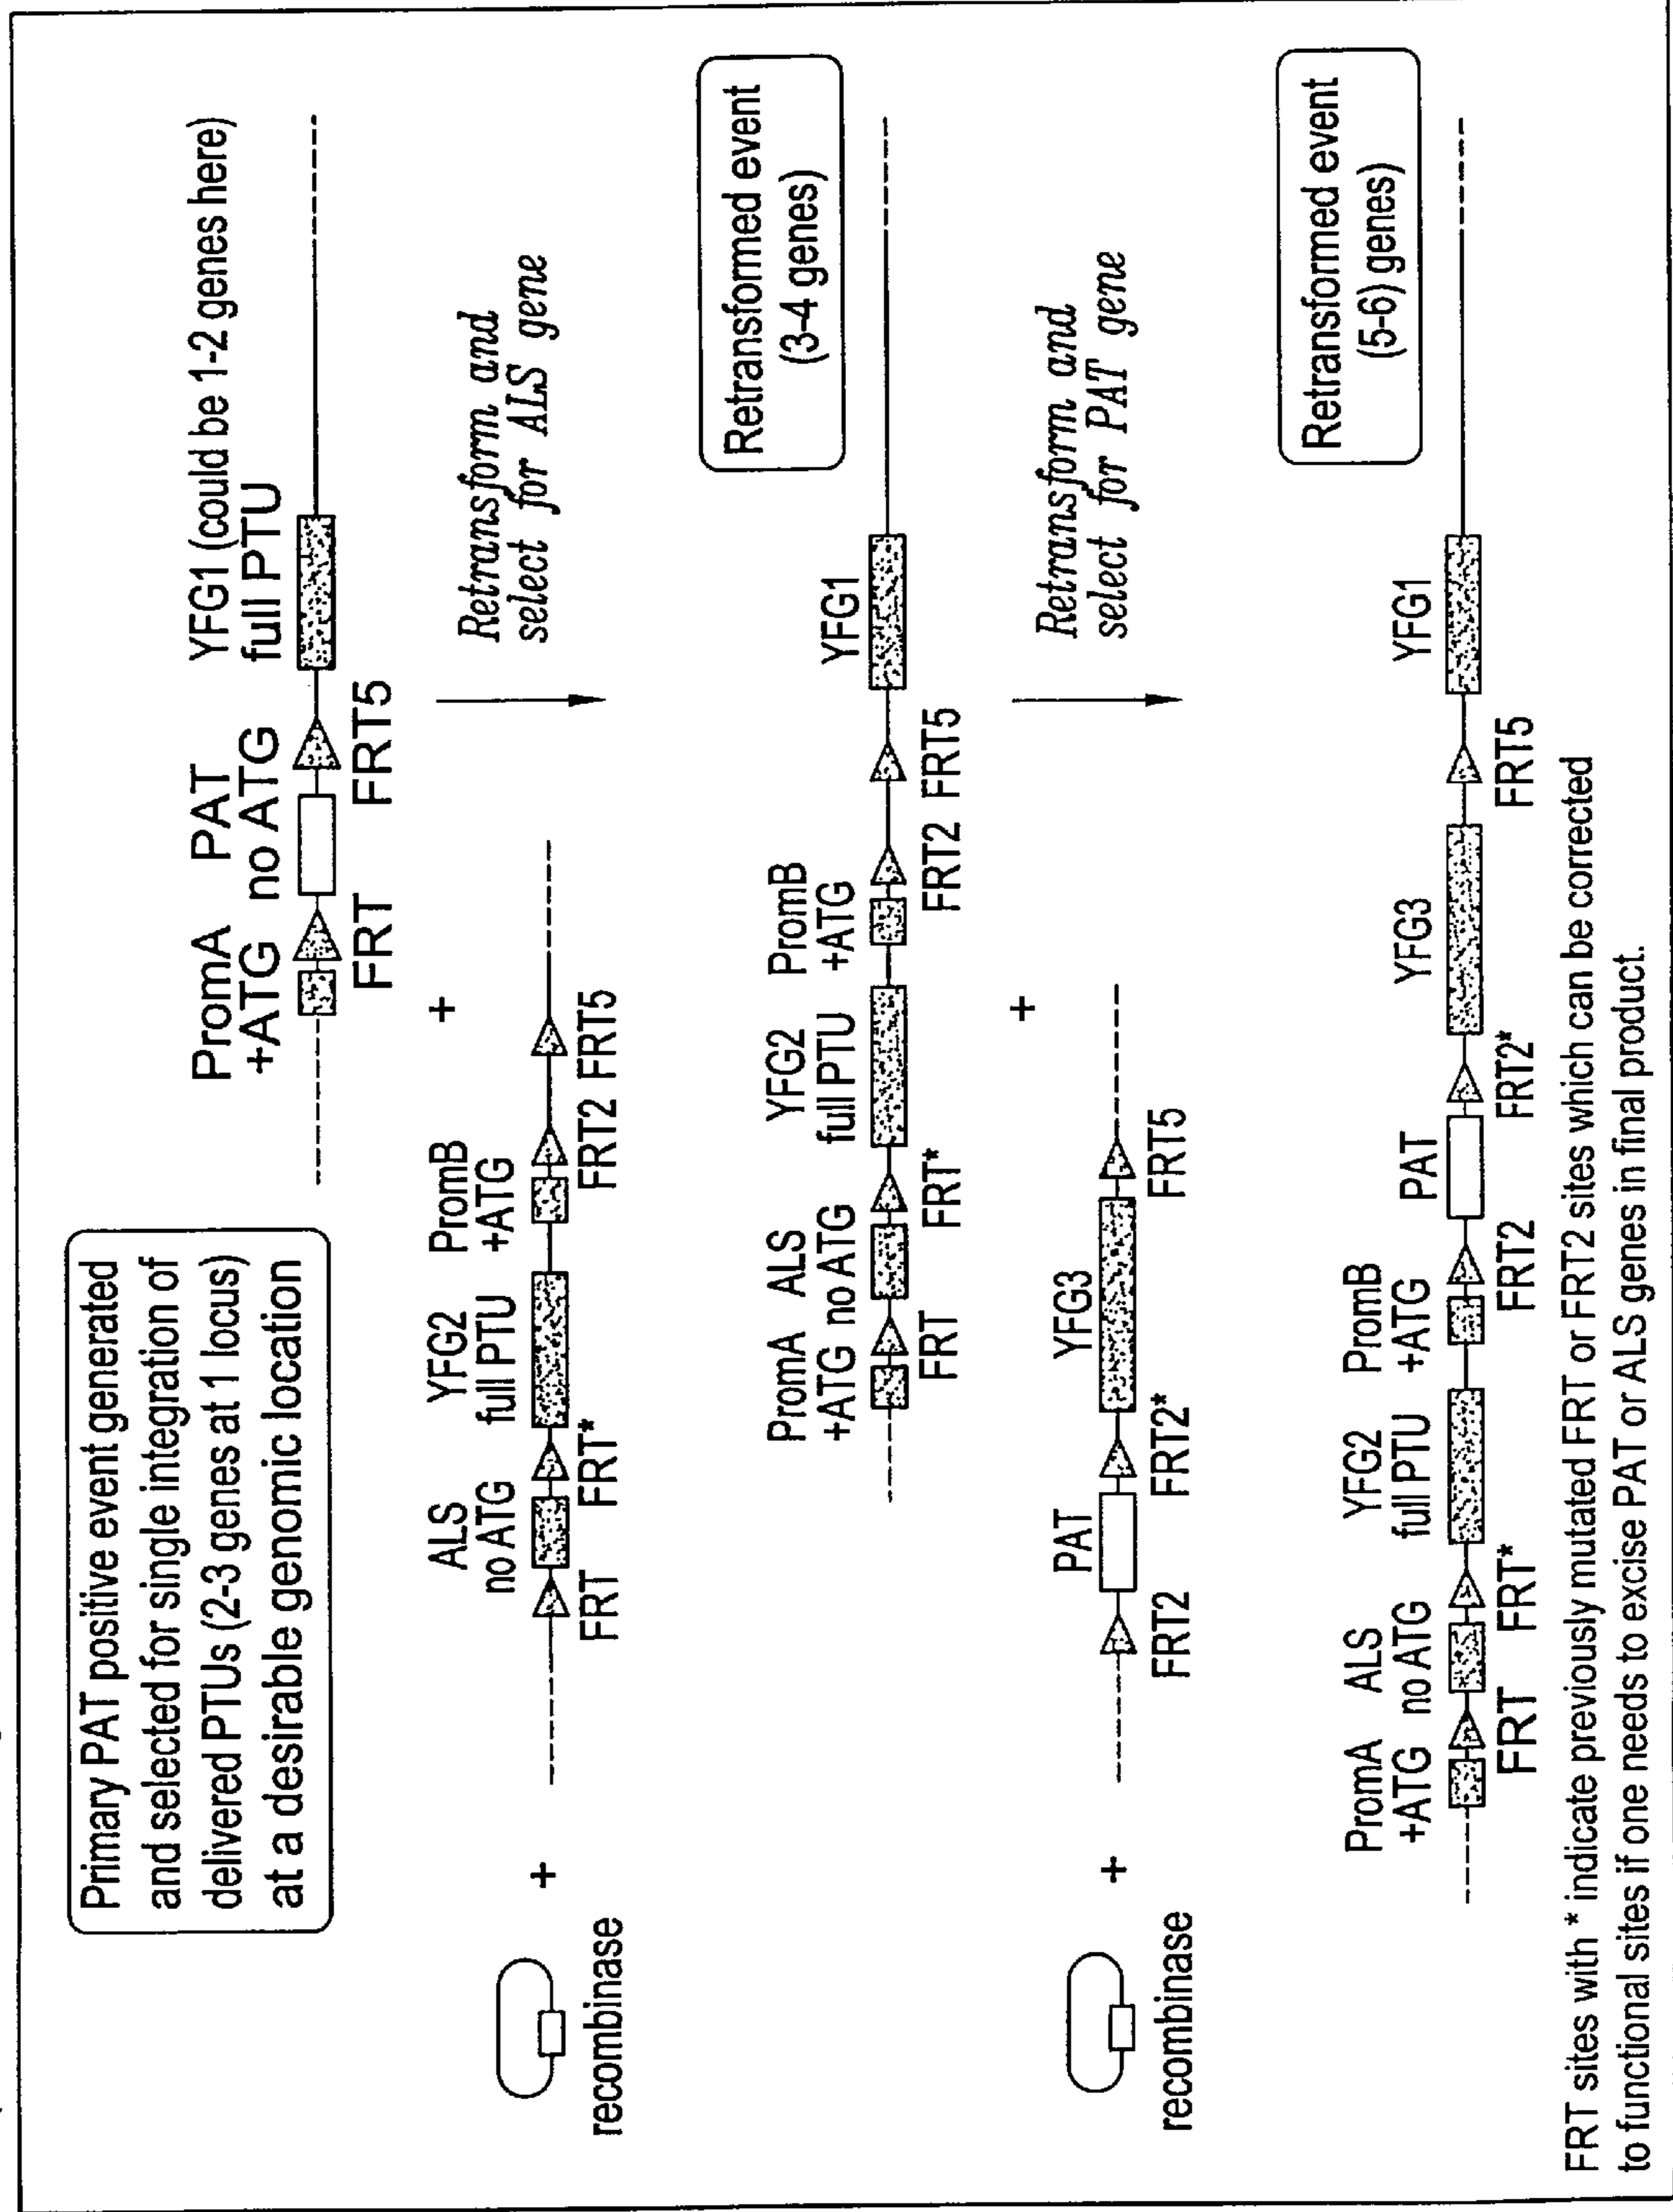 Primary PAT positive event generated
and selected for single integration of
delivered PTUs (2-3 genes at 1 locus)
at a desirable genomic location
PromA PAT YFG1 (could be 1-2 genes here)
+ATG no ATG full PTU
FRT FRT5
+
Retransform and
select for ALS gene
ALS YFG2 PromB
no ATG full PTU +ATG
+
FRT FRT* FRT2 FRT5
recombinase
Retransformed event
(3-4 genes)
PromA ALS YFG2 PromB YFG1
+ATG no ATG full PTU +ATG
FRT FRT* FRT2 FRT5
+
Retransform and
select for PAT gene
PAT YFG3
+
FRT2 FRT2* FRT5
recombinase
Retransformed event
(5-6) genes)
PromA ALS YFG2 PromB PAT YFG3 YFG1
+ATG no ATG full PTU +ATG
FRT FRT* FRT2 FRT2* FRT5
FRT sites with * indicate previously mutated FRT or FRT2 sites which can be corrected
to functional sites if one needs to excise PAT or ALS genes in final product.